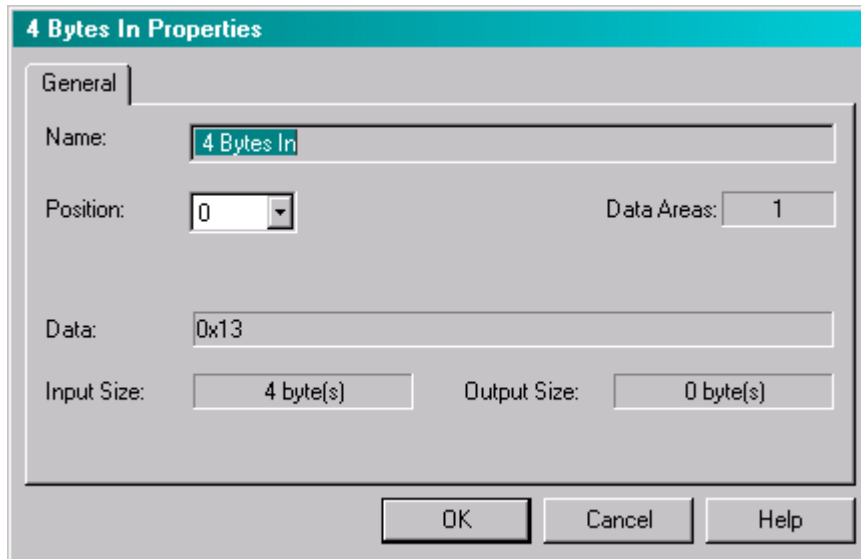 4 Bytes In Properties
General
Name: 4 Bytes In
Position: 0 Data Areas: 1
Data: 0x13
Input Size: 4 byte(s) Output Size: 0 byte(s)
OK Cancel Help